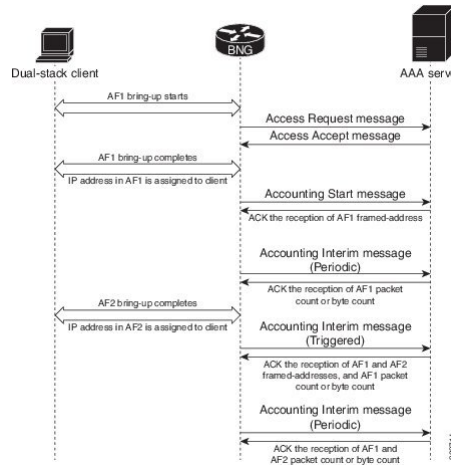 BNG
Dual-stack client
AAA serve
AF1 bring-up starts
Access Request message
Access Accept message
AF1 bring-up completes
IP address in AF1 is assigned to client
Accounting Start message
ACK the reception of AF1 framed-address
Accounting Interim message
(Periodic)
ACK the reception of AF1 packet
count or byte count
AF2 bring-up completes
IP address in AF2 is assigned to client
Accounting Interim message
(Triggered)
ACK the reception of AF1 and AF2
framed-addresses, and AF1 packet
count or byte count
Accounting Interim message
(Periodic)
ACK the reception of AF1 and
AF2 packet count or byte count